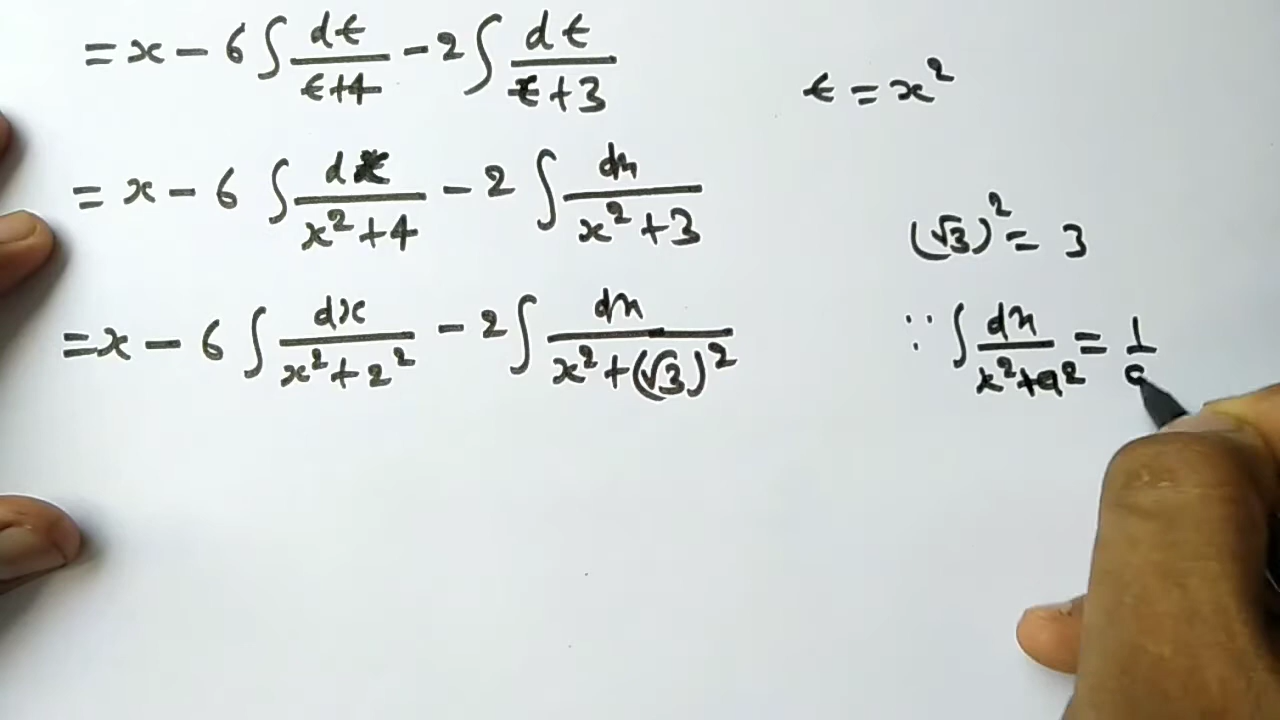 = x - 6 ∫ dt/(t+4) - 2 ∫ dt/(t+3)
t = x²
= x - 6 ∫ dx/(x²+4) - 2 ∫ dx/(x²+3)
(√3)² = 3
= x - 6 ∫ dx/(x²+2²) - 2 ∫ dx/(x²+(√3)²)
∵ ∫ dx/(x²+a²) = 1/a